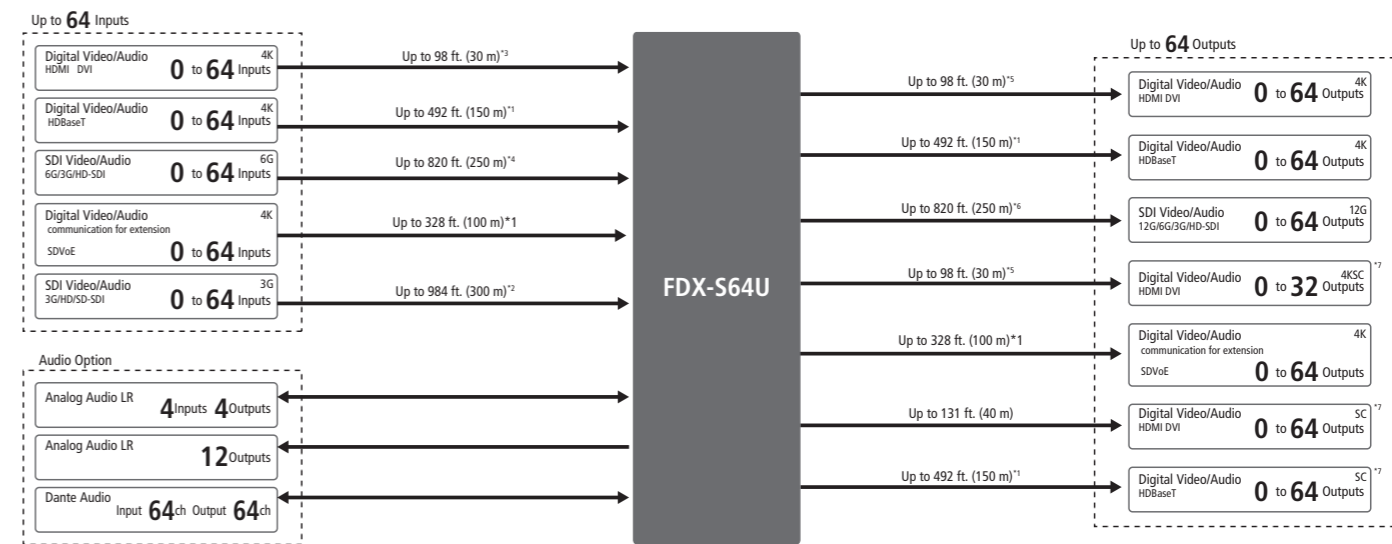 Up to 64 Inputs
Digital Video/Audio 4K
HDMI DVI 0 to 64 Inputs
Up to 98 ft. (30 m)*3
Digital Video/Audio 4K
HDBaseT 0 to 64 Inputs
Up to 492 ft. (150 m)*1
SDI Video/Audio 6G
6G/3G/HD-SDI 0 to 64 Inputs
Up to 820 ft. (250 m)*4
Digital Video/Audio 4K
communication for extension
SDVoE 0 to 64 Inputs
Up to 328 ft. (100 m)*1
SDI Video/Audio 3G
3G/HD/SD-SDI 0 to 64 Inputs
Up to 984 ft. (300 m)*2
Audio Option
Analog Audio LR
4 Inputs 4 Outputs
Analog Audio LR
12 Outputs
Dante Audio
Input 64 ch Output 64 ch
FDX-S64U
Up to 64 Outputs
Up to 98 ft. (30 m)*5
Digital Video/Audio 4K
HDMI DVI 0 to 64 Outputs
Up to 492 ft. (150 m)*1
Digital Video/Audio 4K
HDBaseT 0 to 64 Outputs
Up to 820 ft. (250 m)*6
SDI Video/Audio 12G
12G/6G/3G/HD-SDI 0 to 64 Outputs
Up to 98 ft. (30 m)*5
Digital Video/Audio 4KSC *7
HDMI DVI 0 to 32 Outputs
Up to 328 ft. (100 m)*1
Digital Video/Audio 4K
communication for extension
SDVoE 0 to 64 Outputs
Up to 131 ft. (40 m)
Digital Video/Audio SC *7
HDMI DVI 0 to 64 Outputs
Up to 492 ft. (150 m)*1
Digital Video/Audio SC *7
HDBaseT 0 to 64 Outputs